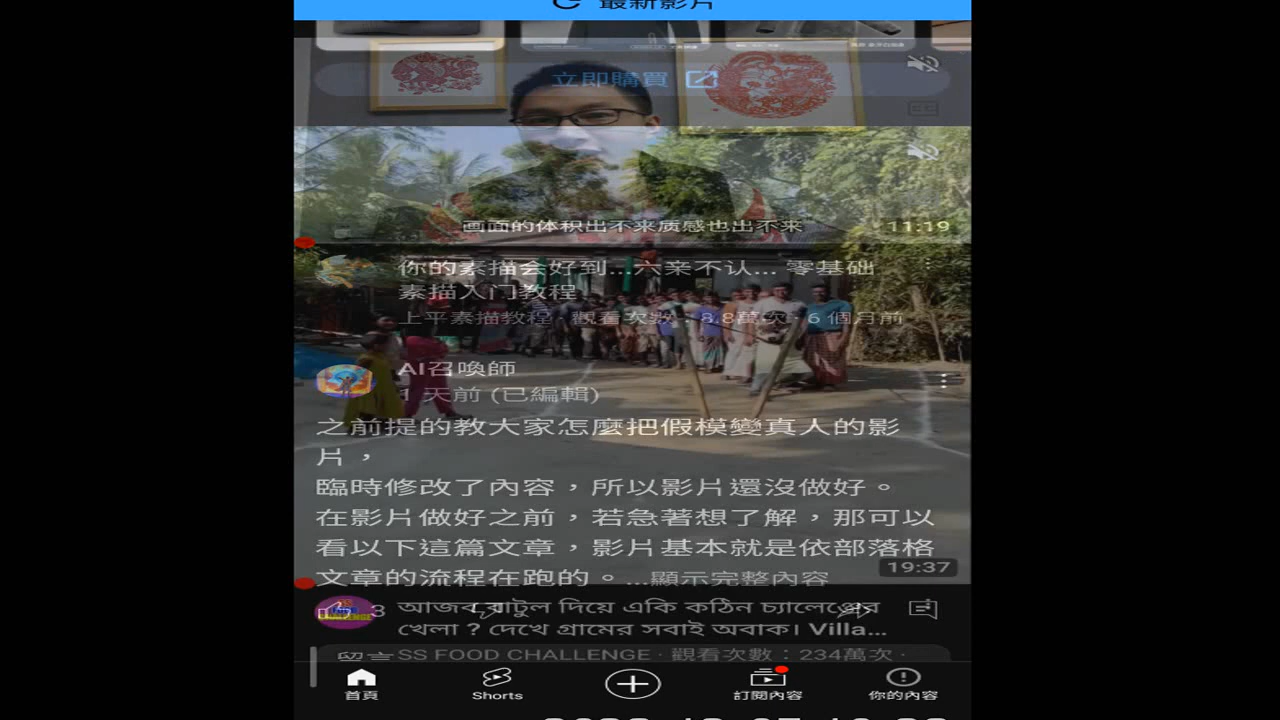 最新影片
立即購買
画面的体积出不来质感也出不来
11:19
你的素描会好到...六亲不认... 零基础
素描入门教程
上平素描教程 · 觀看次數：8.8萬次 · 6 個月前
AI召喚師
1 天前 (已編輯)
之前提的教大家怎麼把假模變真人的影
片，
臨時修改了內容，所以影片還沒做好。
在影片做好之前，若急著想了解，那可以
看以下這篇文章，影片基本就是依部落格
文章的流程在跑的。...顯示完整內容
19:37
3
আজব বাটুল দিয়ে একি কঠিন চ্যালেঞ্জের
খেলা ? দেখে গ্রামের সবাই অবাক। Villa...
SS FOOD CHALLENGE · 觀看次數：234萬次 ·
留言
首頁
Shorts
訂閱內容
你的內容